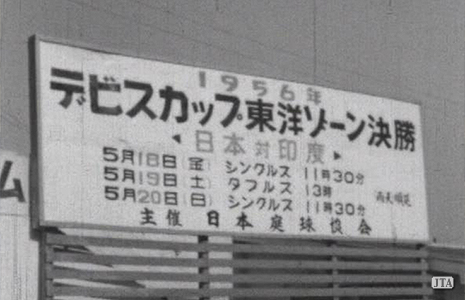 1956年
デビスカップ東洋ゾーン決勝
日本対印度
5月18日(金) シングルス 11時30分
5月19日(土) ダブルス 13時 雨天順延
5月20日(日) シングルス 11時30分
主催 日本庭球協会
ム
JTA